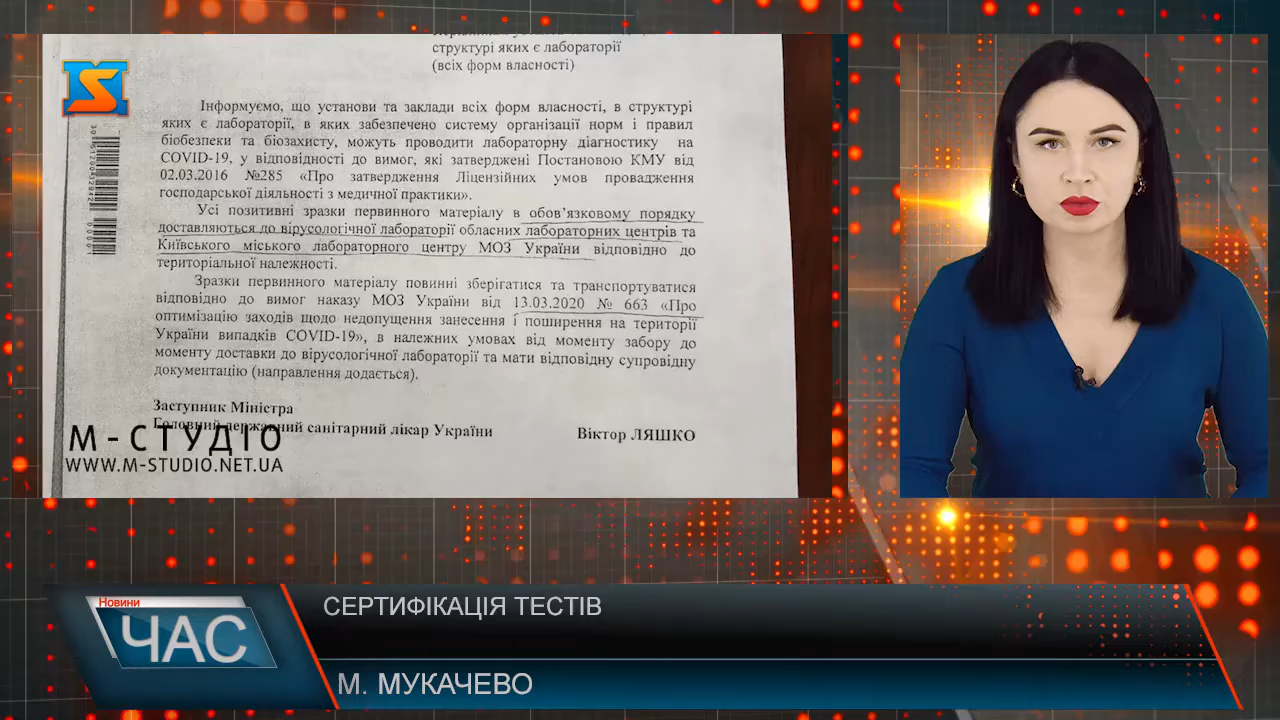 структурі яких є лабораторії
(всіх форм власності)
Інформуємо, що установи та заклади всіх форм власності, в структурі
яких є лабораторії, в яких забезпечено систему організації норм і правил
біобезпеки та біозахисту, можуть проводити лабораторну діагностику на
COVID-19, у відповідності до вимог, які затверджені Постановою КМУ від
02.03.2016 №285 «Про затвердження Ліцензійних умов провадження
господарської діяльності з медичної практики».
Усі позитивні зразки первинного матеріалу в обов’язковому порядку
доставляються до вірусологічної лабораторії обласних лабораторних центрів та
Київського міського лабораторного центру МОЗ України відповідно до
територіальної належності.
Зразки первинного матеріалу повинні зберігатися та транспортуватися
відповідно до вимог наказу МОЗ України від 13.03.2020 № 663 «Про
оптимізацію заходів щодо недопущення занесення і поширення на території
України випадків COVID-19», в належних умовах від моменту забору до
моменту доставки до вірусологічної лабораторії та мати відповідну супровідну
документацію (направлення додається).
Заступник Міністра
Головний державний санітарний лікар України Віктор ЛЯШКО
М-СТУДІО
WWW.M-STUDIO.NET.UA
Новини
ЧАС
СЕРТИФІКАЦІЯ ТЕСТІВ
М. МУКАЧЕВО